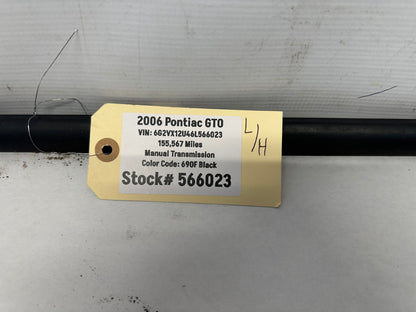 2006 Pontiac GTO
VIN: 6G2VX12U46L566023
155,567 Miles
Manual Transmission
Color Code: 690F Black
Stock# 566023
L/H